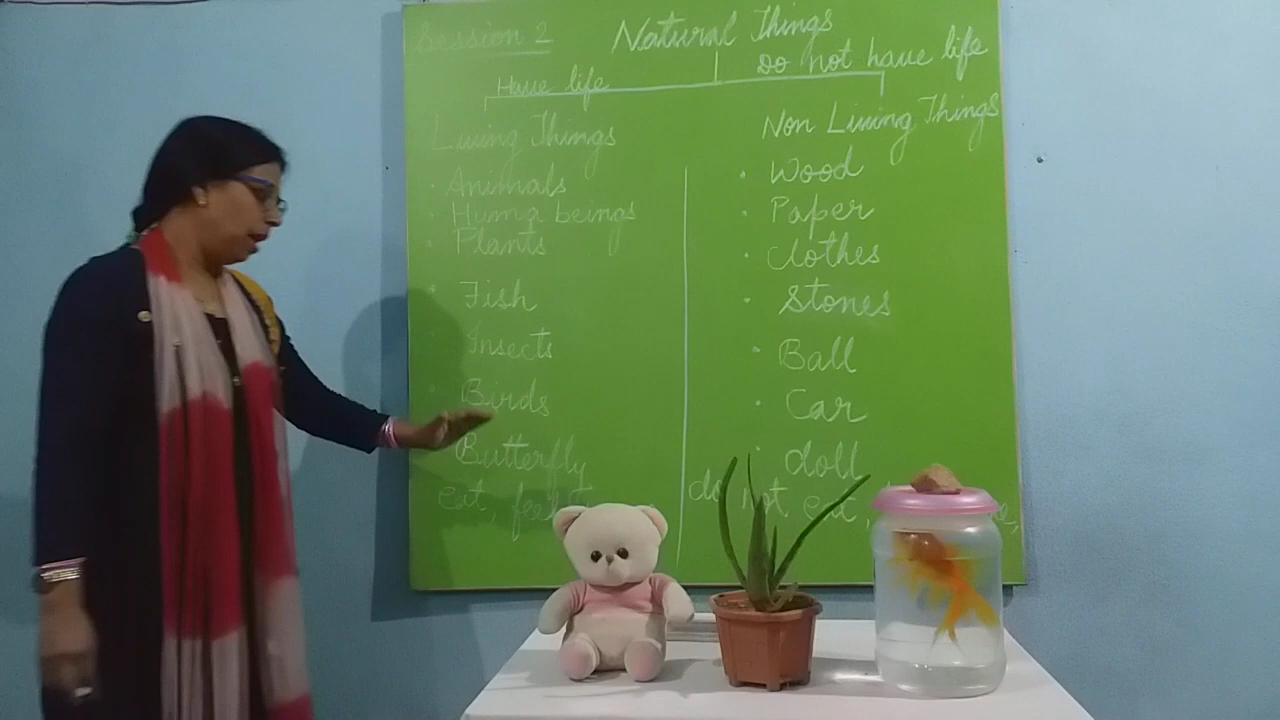 Session 2
Natural Things
Have life
Do not have life
Living Things
Non Living Things
· Animals
· Huma beings
· Plants
· Fish
Insects
· Birds
Butterfly
eat,
· Wood
· Paper
· Clothes
· Stones
· Ball
· Car
· doll
do not eat,